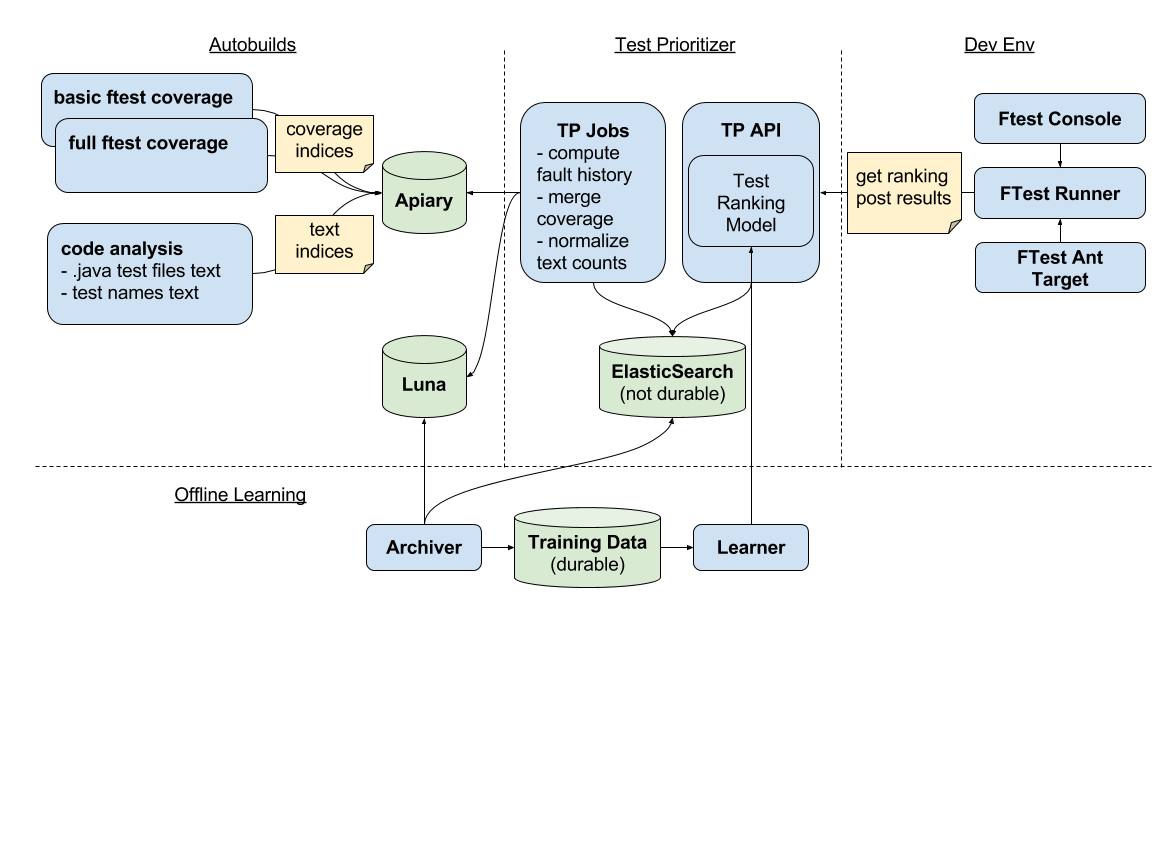 Autobuilds
Test Prioritizer
Dev Env
basic ftest coverage
full ftest coverage
coverage
indices
text
indices
code analysis
- .java test files text
- test names text
Apiary
Luna
TP Jobs
- compute
fault history
- merge
coverage
- normalize
text counts
TP API
Test
Ranking
Model
ElasticSearch
(not durable)
get ranking
post results
Ftest Console
FTest Runner
FTest Ant
Target
Offline Learning
Archiver
Training Data
(durable)
Learner